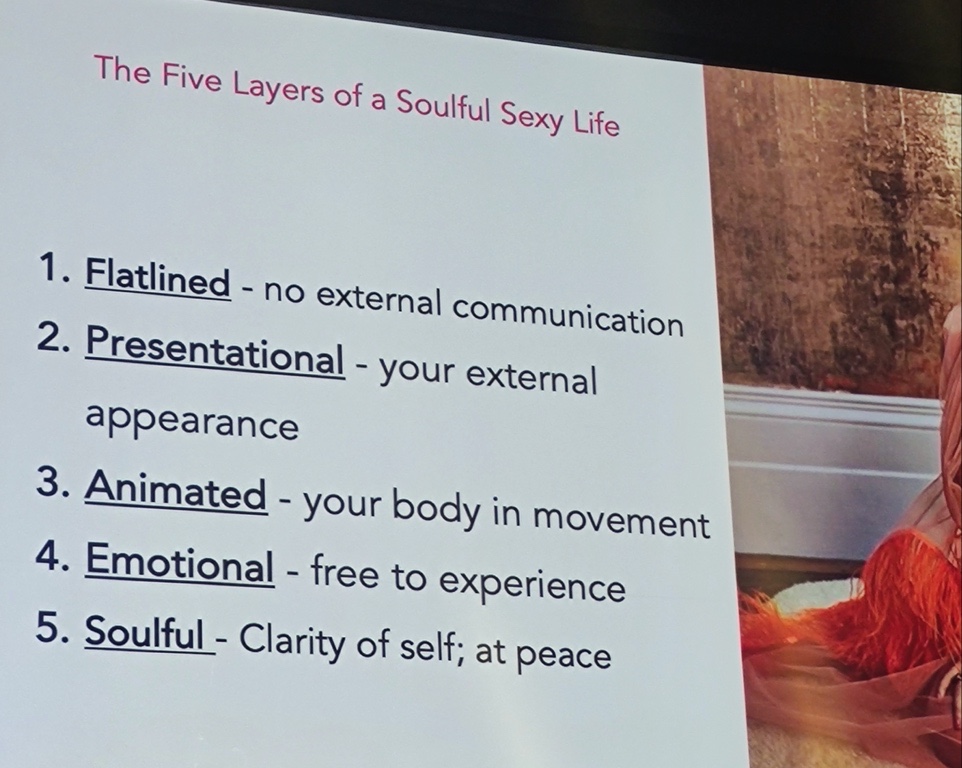 The Five Layers of a Soulful Sexy Life
1. Flatlined - no external communication
2. Presentational - your external
appearance
3. Animated - your body in movement
4. Emotional - free to experience
5. Soulful - Clarity of self; at peace